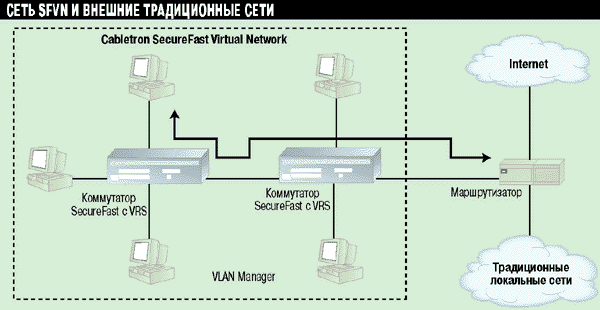 СЕТЬ SFVN И ВНЕШНИЕ ТРАДИЦИОННЫЕ СЕТИ
Cabletron SecureFast Virtual Network
Internet
Коммутатор
SecureFast с VRS
Коммутатор
SecureFast с VRS
Маршрутизатор
VLAN Manager
Традиционные
локальные сети